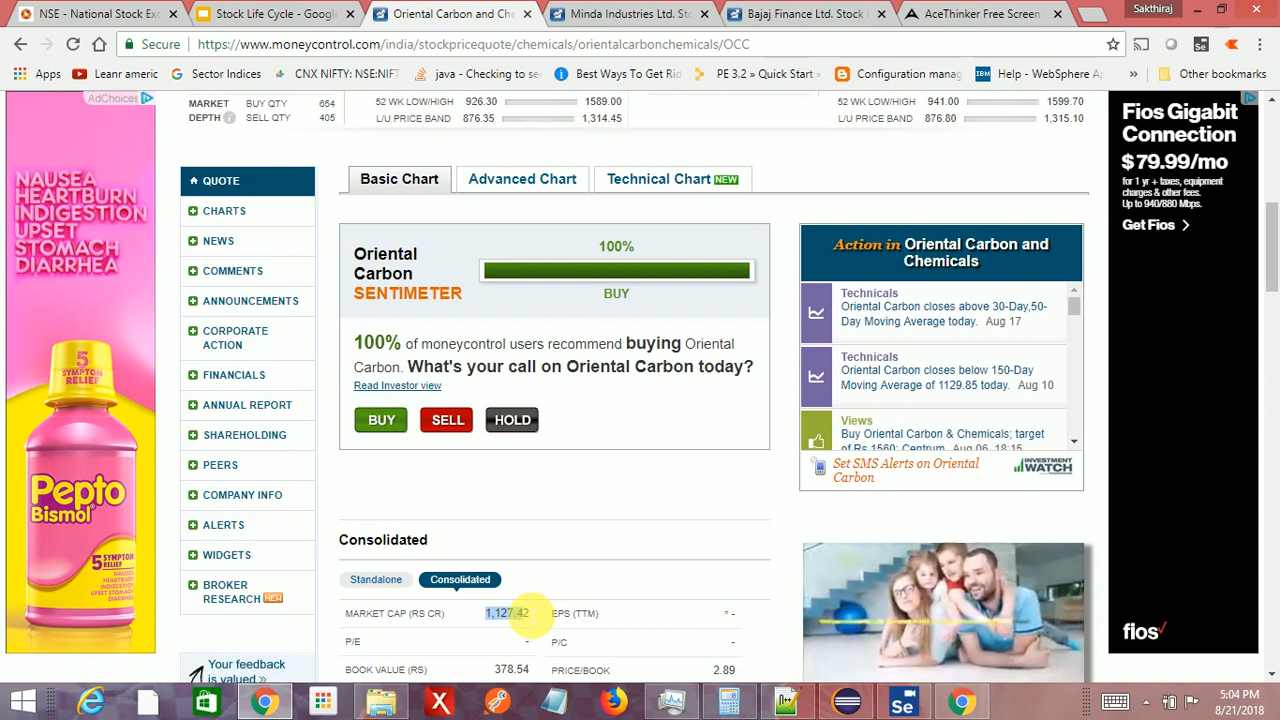 NSE - National Stock Exc
Stock Life Cycle - Google
Oriental Carbon and Che
Minda Industries Ltd. Sto
Bajaj Finance Ltd. Stock
AceThinker Free Screen
Sakthiraj
Secure
https://www.moneycontrol.com/india/stockpricequote/chemicals/orientalcarbonchemicals/OCC
Apps
Leanr americ
Sector Indices
CNX NIFTY: NSE:NIFT
java - Checking to se
Best Ways To Get Rid
FE 3.2 » Quick Start
Configuration manag
IBM
Help - WebSphere Ap
»
Other bookmarks
AdChoices
NAUSEA
HEARTBURN
INDIGESTION
UPSET
STOMACH
DIARRHEA
5
SYMPTOM
RELIEF
Pepto
Bismol
5 SYMPTOM
RELIEF
MARKET
DEPTH
BUY QTY 654
SELL QTY 405
52 WK LOW/HIGH 926.30 1589.00
L/U PRICE BAND 876.35 1,314.45
52 WK LOW/HIGH 941.00 1599.70
L/U PRICE BAND 876.80 1,315.10
QUOTE
CHARTS
NEWS
COMMENTS
ANNOUNCEMENTS
CORPORATE
ACTION
FINANCIALS
ANNUAL REPORT
SHAREHOLDING
PEERS
COMPANY INFO
ALERTS
WIDGETS
BROKER
RESEARCH NEW
Your feedback
is valued »
Basic Chart
Advanced Chart
Technical Chart NEW
Oriental
Carbon
SENTIMETER
100%
BUY
100% of moneycontrol users recommend buying Oriental
Carbon. What's your call on Oriental Carbon today?
Read Investor view
BUY
SELL
HOLD
Consolidated
Standalone
Consolidated
MARKET CAP (RS CR) 1,127.42
EPS (TTM) * -
P/E -
P/C -
BOOK VALUE (RS) 378.54
PRICE/BOOK 2.89
Action in Oriental Carbon and
Chemicals
Technicals
Oriental Carbon closes above 30-Day,50-
Day Moving Average today. Aug 17
Technicals
Oriental Carbon closes below 150-Day
Moving Average of 1129.85 today. Aug 10
Views
Buy Oriental Carbon & Chemicals; target
of Rs 1560: Centrum Aug 06, 18:15
Set SMS Alerts on Oriental
Carbon
INVESTMENT
WATCH
Fios Gigabit
Connection
$79.99/mo
for 1 yr + taxes, equipment
charges & other fees.
Up to 940/880 Mbps.
Get Fios
fios
5:04 PM
8/21/2018
Se